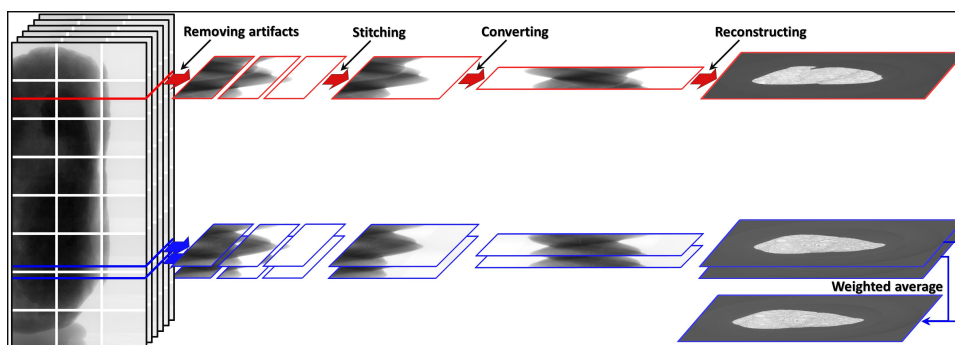 Removing artifacts
Stitching
Converting
Reconstructing
Weighted average